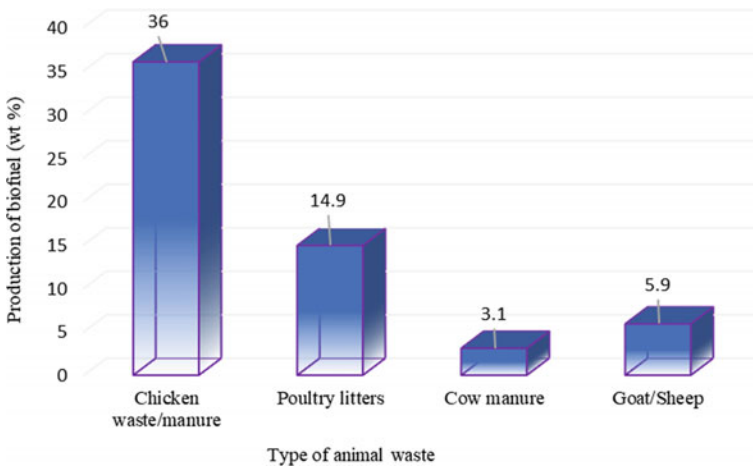 Production of biofuel (wt %)
40
35
30
25
20
15
10
5
0
36
14.9
3.1
5.9
Chicken
waste/manure
Poultry litters
Cow manure
Goat/Sheep
Type of animal waste